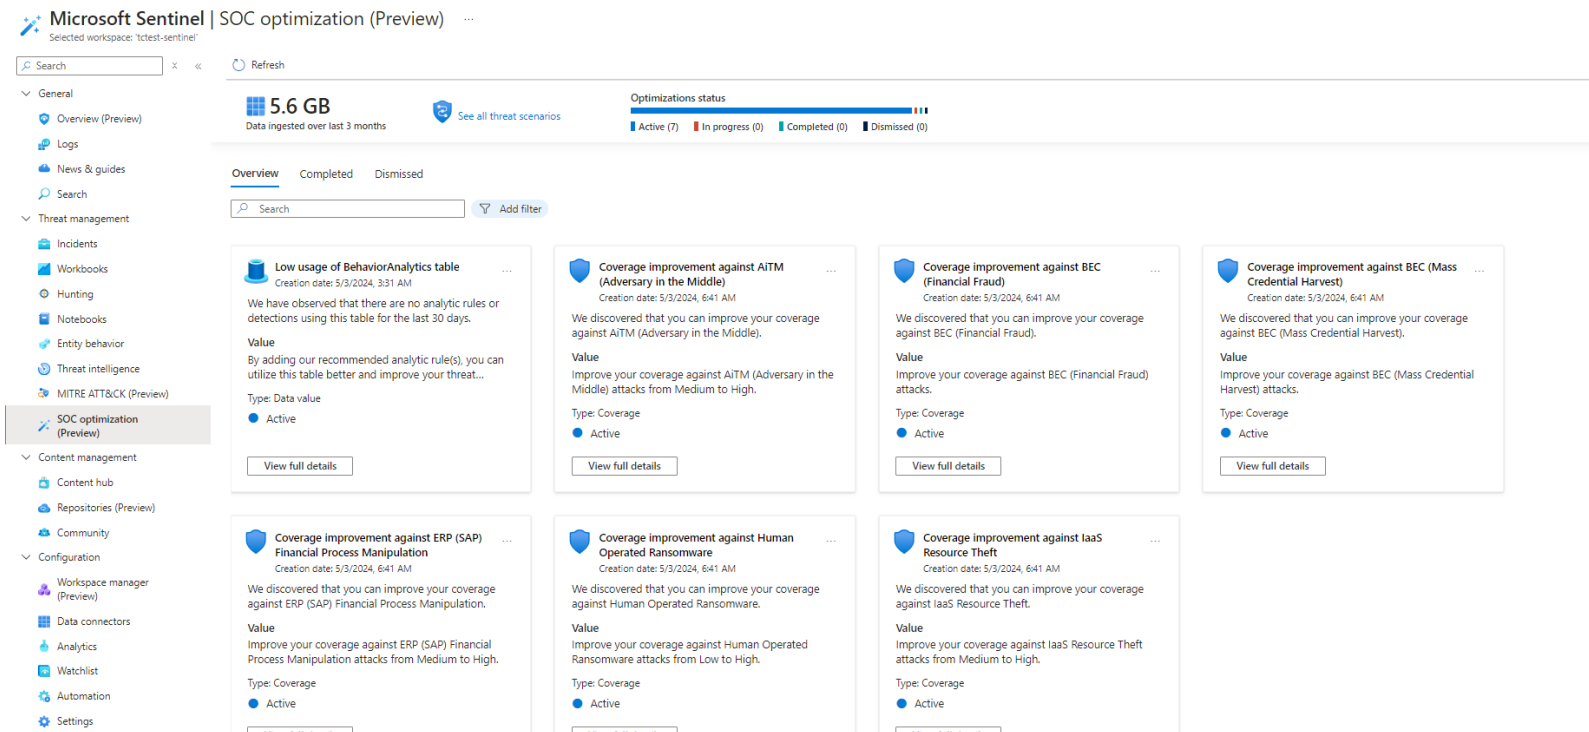 Microsoft Sentinel | SOC optimization (Preview) ...
Selected workspace: 'tctest-sentinel'
Search
«
General
Overview (Preview)
Logs
News & guides
Search
Threat management
Incidents
Workbooks
Hunting
Notebooks
Entity behavior
Threat intelligence
MITRE ATT&CK (Preview)
SOC optimization
(Preview)
Content management
Content hub
Repositories (Preview)
Community
Configuration
Workspace manager
(Preview)
Data connectors
Analytics
Watchlist
Automation
Settings
Refresh
5.6 GB
Data ingested over last 3 months
See all threat scenarios
Optimizations status
Active (7) In progress (0) Completed (0) Dismissed (0)
Overview Completed Dismissed
Search Add filter
Low usage of BehaviorAnalytics table ...
Creation date: 5/3/2024, 3:31 AM
We have observed that there are no analytic rules or
detections using this table for the last 30 days.
Value
By adding our recommended analytic rule(s), you can
utilize this table better and improve your threat...
Type: Data value
Active
View full details
Coverage improvement against AiTM ...
(Adversary in the Middle)
Creation date: 5/3/2024, 6:41 AM
We discovered that you can improve your coverage
against AiTM (Adversary in the Middle).
Value
Improve your coverage against AiTM (Adversary in the
Middle) attacks from Medium to High.
Type: Coverage
Active
View full details
Coverage improvement against BEC ...
(Financial Fraud)
Creation date: 5/3/2024, 6:41 AM
We discovered that you can improve your coverage
against BEC (Financial Fraud).
Value
Improve your coverage against BEC (Financial Fraud)
attacks.
Type: Coverage
Active
View full details
Coverage improvement against BEC (Mass ...
Credential Harvest)
Creation date: 5/3/2024, 6:41 AM
We discovered that you can improve your coverage
against BEC (Mass Credential Harvest).
Value
Improve your coverage against BEC (Mass Credential
Harvest) attacks.
Type: Coverage
Active
View full details
Coverage improvement against ERP (SAP) ...
Financial Process Manipulation
Creation date: 5/3/2024, 6:41 AM
We discovered that you can improve your coverage
against ERP (SAP) Financial Process Manipulation.
Value
Improve your coverage against ERP (SAP) Financial
Process Manipulation attacks from Medium to High.
Type: Coverage
Active
Coverage improvement against Human ...
Operated Ransomware
Creation date: 5/3/2024, 6:41 AM
We discovered that you can improve your coverage
against Human Operated Ransomware.
Value
Improve your coverage against Human Operated
Ransomware attacks from Low to High.
Type: Coverage
Active
Coverage improvement against IaaS ...
Resource Theft
Creation date: 5/3/2024, 6:41 AM
We discovered that you can improve your coverage
against IaaS Resource Theft.
Value
Improve your coverage against IaaS Resource Theft
attacks from Medium to High.
Type: Coverage
Active